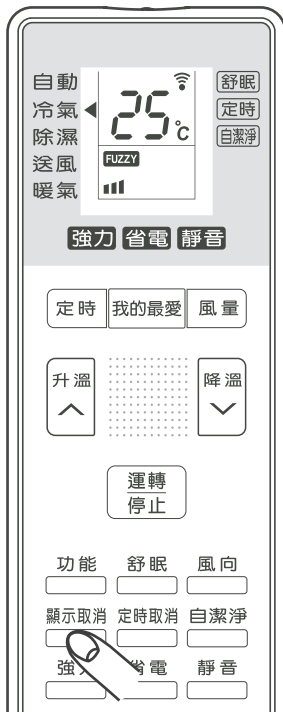 自動
冷氣
除濕
送風
暖氣
25℃
FUZZY
舒眠
定時
自潔淨
強力 省電 靜音
定時 我的最愛 風量
升溫 降溫
運轉
停止
功能 舒眠 風向
顯示取消 定時取消 自潔淨
強 省電 靜音